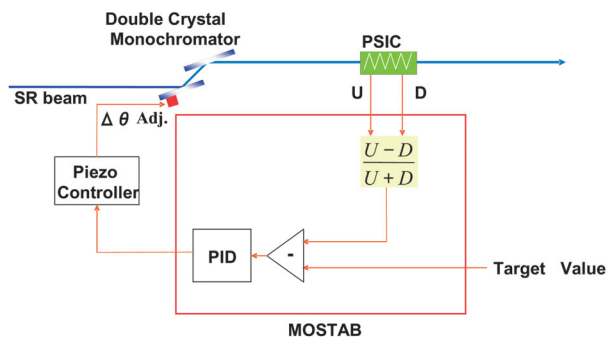 Double Crystal
Monochromator
PSIC
SR beam
U D
Δ θ Adj.
U − D
U + D
Piezo
Controller
PID
-
Target Value
MOSTAB